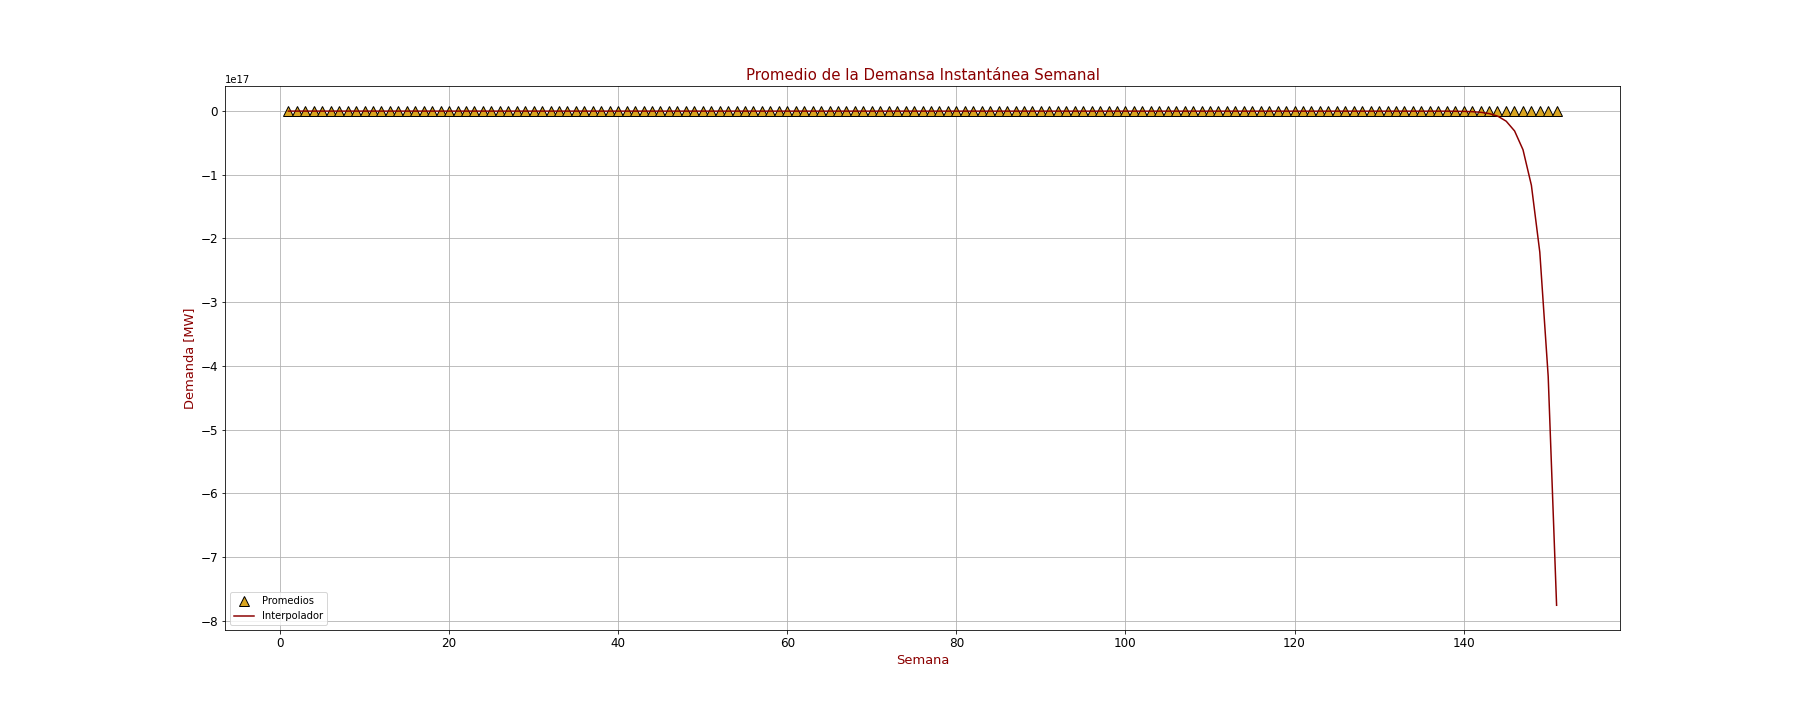 Promedio de la Demansa Instantánea Semanal
1e17
0
−1
−2
−3
−4
−5
−6
−7
−8
Demanda [MW]
Promedios
Interpolador
0 20 40 60 80 100 120 140
Semana